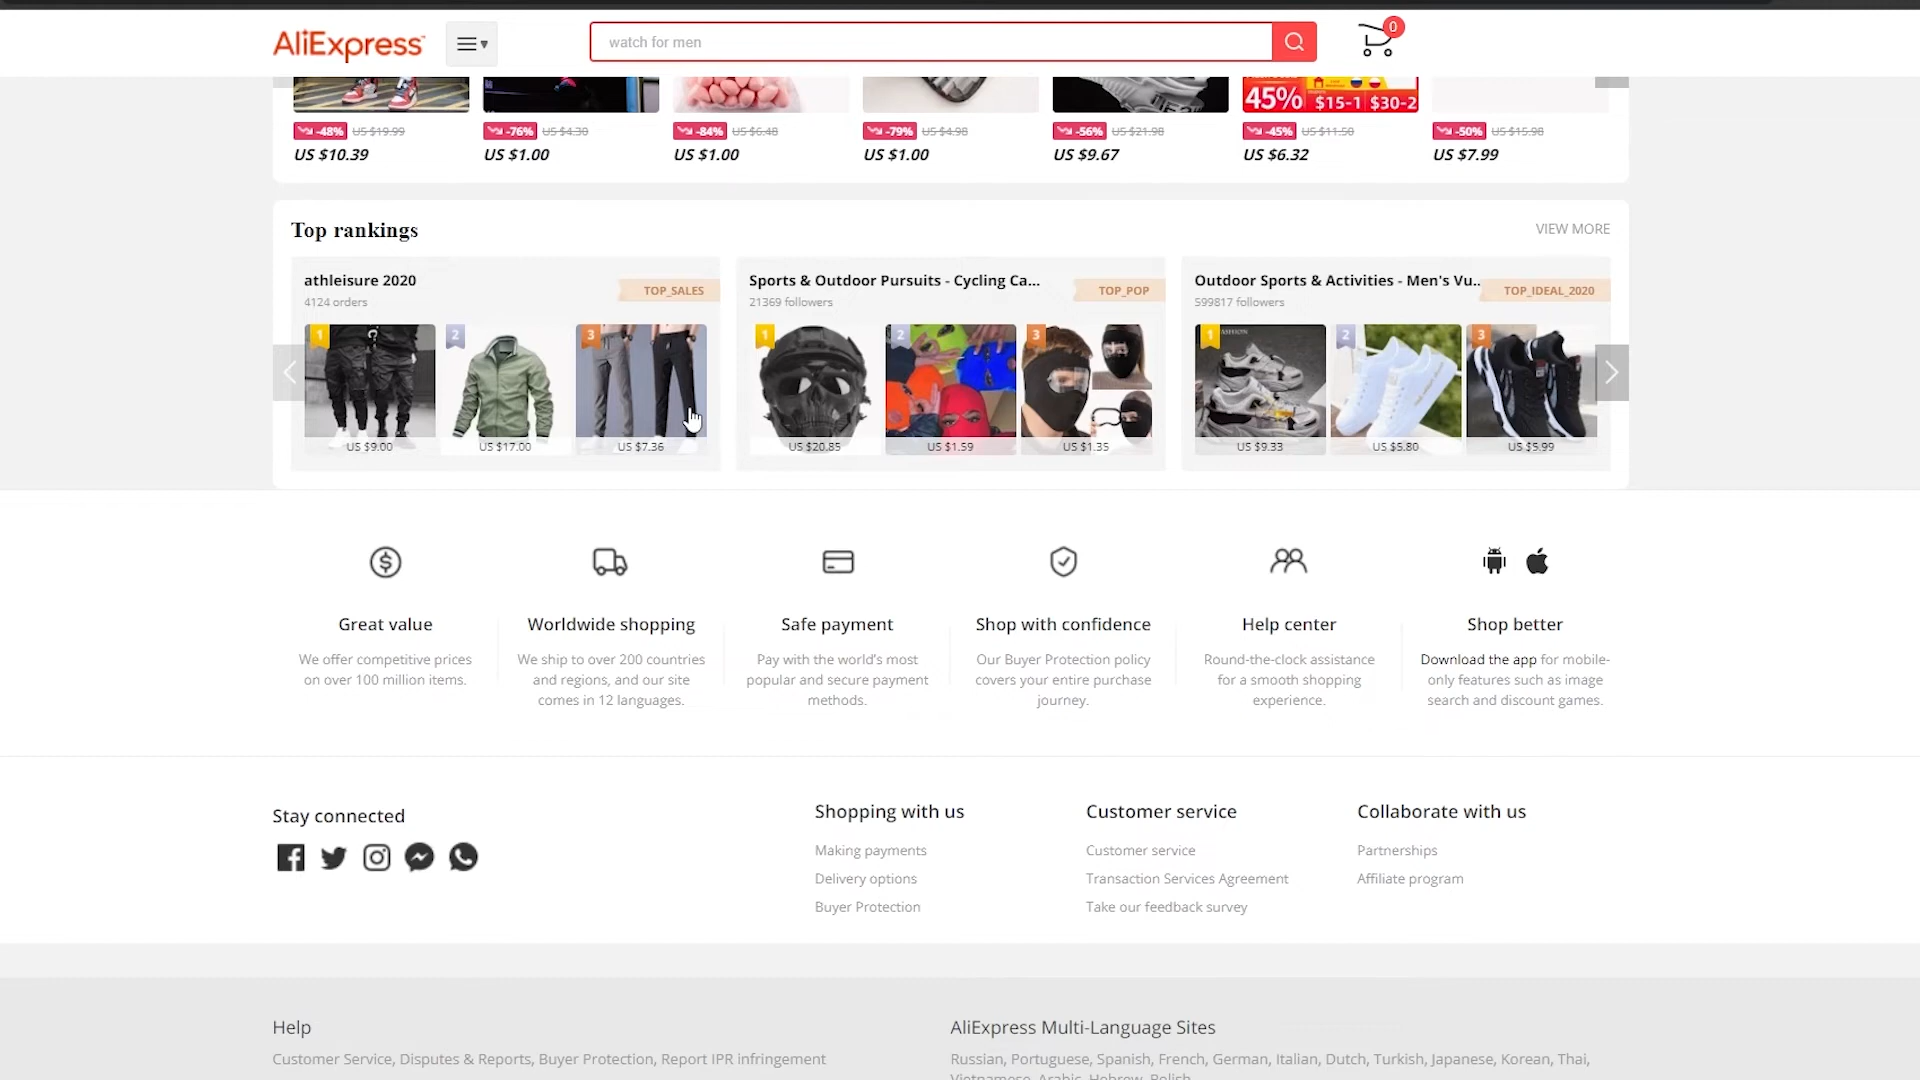 AliExpress
watch for men
0
45% $15-1 $30-2
-48% US $19.99
US $10.39
-76% US $4.30
US $1.00
-84% US $6.48
US $1.00
-79% US $4.98
US $1.00
-56% US $21.98
US $9.67
-45% US $11.50
US $6.32
-50% US $15.98
US $7.99
Top rankings
VIEW MORE
athleisure 2020
4124 orders
TOP_SALES
1
2
3
US $9.00
US $17.00
US $7.36
Sports & Outdoor Pursuits - Cycling Ca...
21369 followers
TOP_POP
1
2
3
US $20.85
US $1.59
US $1.35
Outdoor Sports & Activities - Men's Vu...
599817 followers
TOP_IDEAL_2020
1
FASHION
2
3
US $9.33
US $5.80
US $5.99
Great value
We offer competitive prices
on over 100 million items.
Worldwide shopping
We ship to over 200 countries
and regions, and our site
comes in 12 languages.
Safe payment
Pay with the world's most
popular and secure payment
methods.
Shop with confidence
Our Buyer Protection policy
covers your entire purchase
journey.
Help center
Round-the-clock assistance
for a smooth shopping
experience.
Shop better
Download the app for mobile-
only features such as image
search and discount games.
Stay connected
Shopping with us
Making payments
Delivery options
Buyer Protection
Customer service
Customer service
Transaction Services Agreement
Take our feedback survey
Collaborate with us
Partnerships
Affiliate program
Help
Customer Service, Disputes & Reports, Buyer Protection, Report IPR infringement
AliExpress Multi-Language Sites
Russian, Portuguese, Spanish, French, German, Italian, Dutch, Turkish, Japanese, Korean, Thai,
Vietnamese, Arabic, Hebrew, Polish